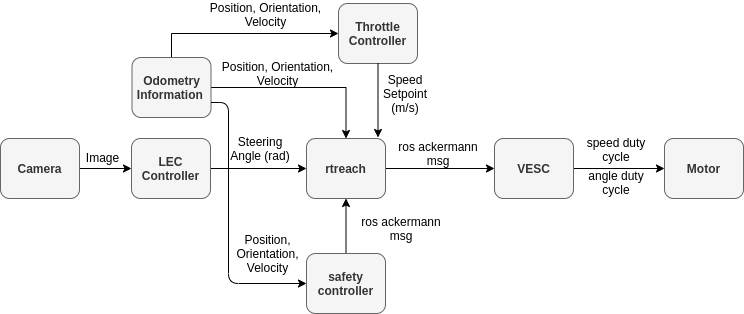 Position, Orientation,
Velocity
Throttle
Controller
Position, Orientation,
Velocity
Odometry
Information
Speed
Setpoint
(m/s)
Camera
Image
LEC
Controller
Steering
Angle (rad)
rtreach
ros ackermann
msg
VESC
speed duty
cycle
angle duty
cycle
Motor
ros ackermann
msg
Position,
Orientation,
Velocity
safety
controller